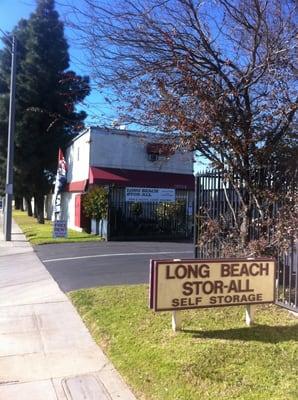 LONG BEACH
STOR-ALL
LONG BEACH
STOR-ALL
SELF STORAGE